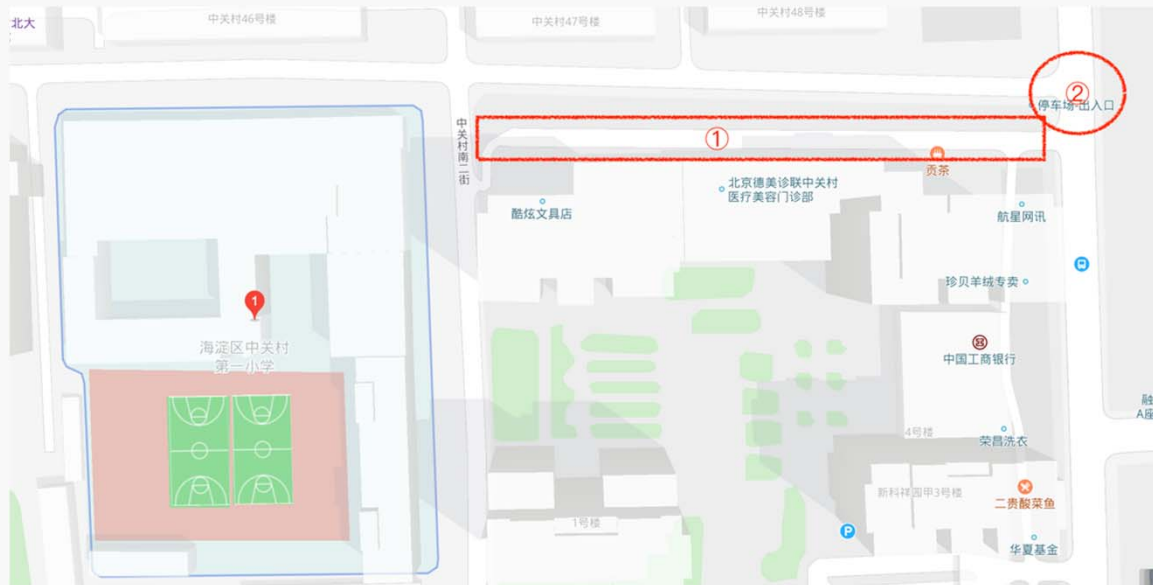 北大
中关村46号楼
中关村47号楼
中关村48号楼
②
停车场-出入口
①
中关村南二街
贡茶
北京德美诊联中关村
医疗美容门诊部
酷炫文具店
航星网讯
珍贝羊绒专卖
1
海淀区中关村
第一小学
中国工商银行
融
A座
4号楼
荣昌洗衣
新科祥园甲3号楼
二贵酸菜鱼
1号楼
P
华夏基金